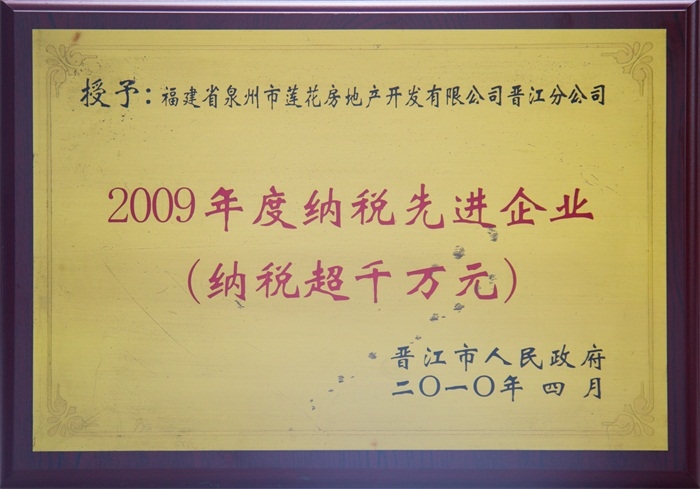 授予：福建省泉州市莲花房地产开发有限公司晋江分公司
2009年度纳税先进企业
（纳税超千万元）
晋江市人民政府
二〇一〇年 四月